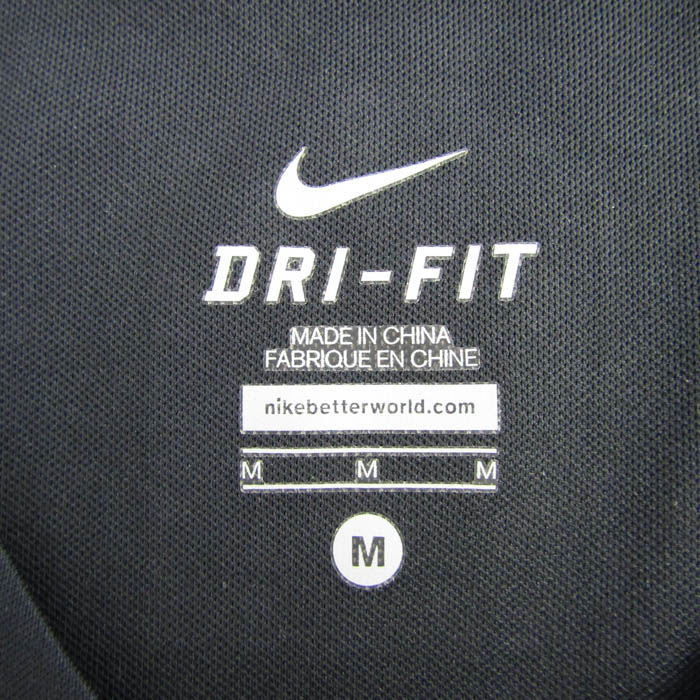 DRI-FIT
MADE IN CHINA
FABRIQUE EN CHINE
nikebetterworld.com
M M M
M